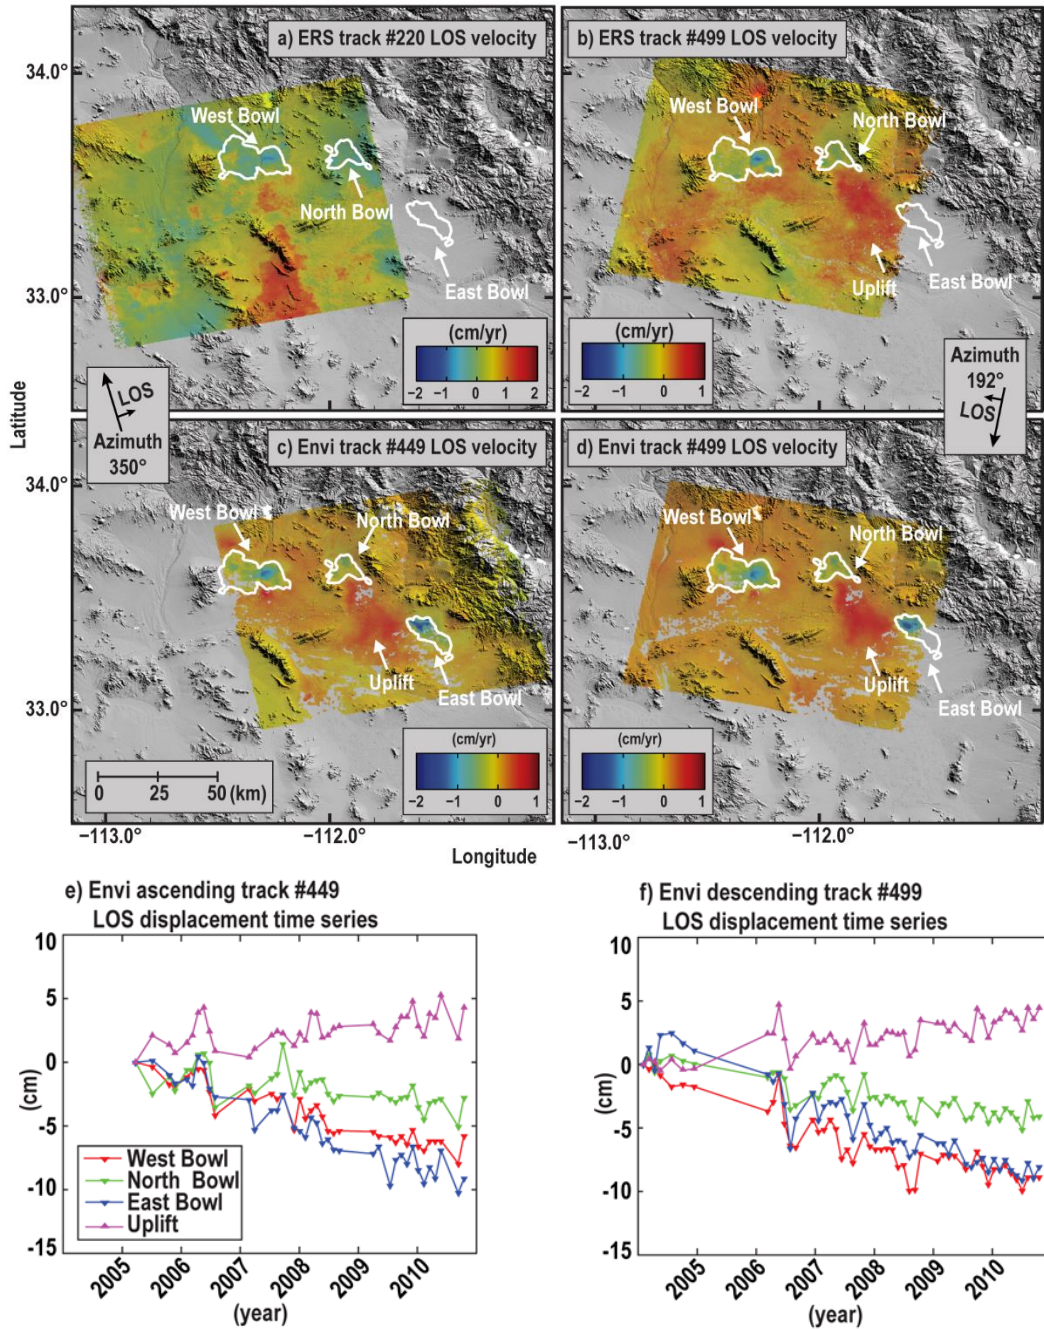 a) ERS track #220 LOS velocity
34.0°
West Bowl
North Bowl
East Bowl
33.0°
(cm/yr)
−2 −1 0 1 2
b) ERS track #499 LOS velocity
West Bowl
North Bowl
Uplift
East Bowl
(cm/yr)
−2 −1 0 1
Latitude
LOS
Azimuth
350°
Azimuth
192°
LOS
c) Envi track #449 LOS velocity
34.0°
West Bowl
North Bowl
Uplift
East Bowl
33.0°
(cm/yr)
−2 −1 0 1
0 25 50 (km)
−113.0° −112.0°
d) Envi track #499 LOS velocity
West Bowl
North Bowl
Uplift
East Bowl
(cm/yr)
−2 −1 0 1
−113.0° −112.0°
Longitude
e) Envi ascending track #449
LOS displacement time series
10
5
0
-5
-10
-15
(cm)
West Bowl
North Bowl
East Bowl
Uplift
2005 2006 2007 2008 2009 2010
(year)
f) Envi descending track #499
LOS displacement time series
10
5
0
-5
-10
-15
(cm)
2005 2006 2007 2008 2009 2010
(year)